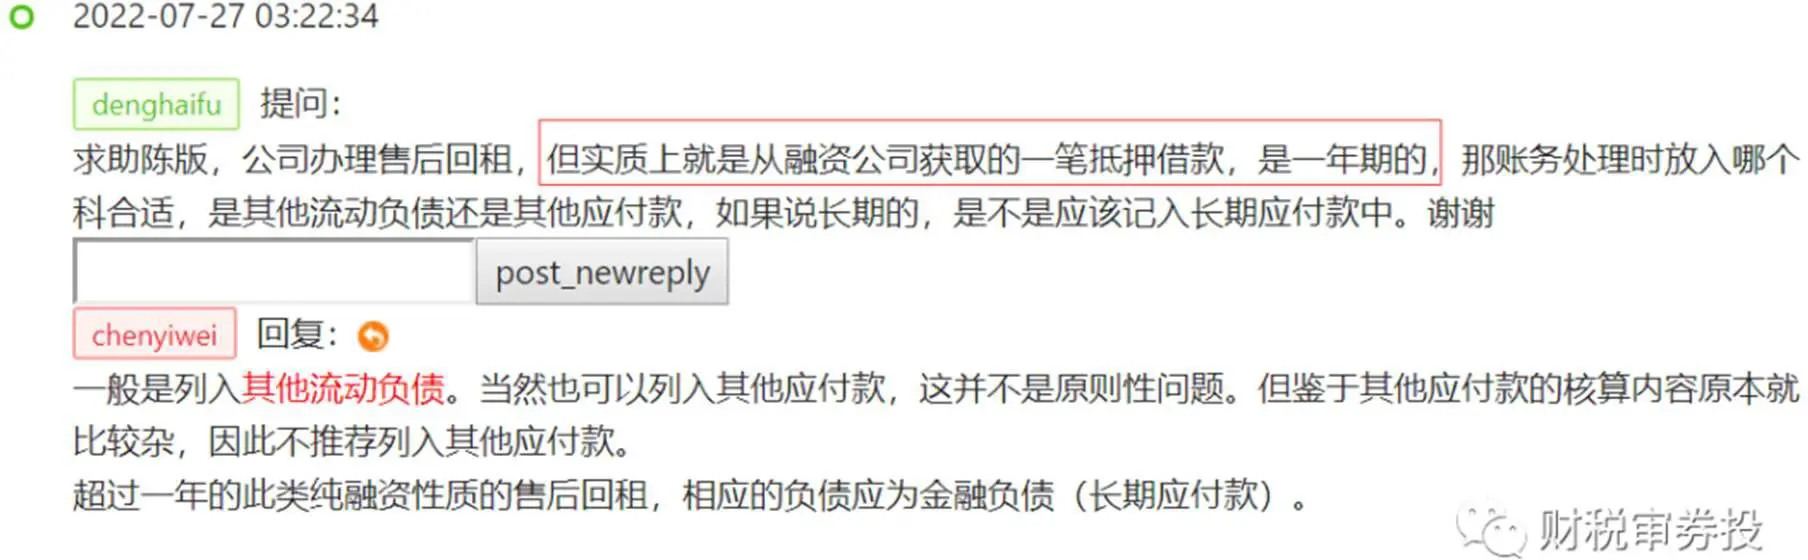 2022-07-27 03:22:34
denghaifu 提问：
求助陈版，公司办理售后回租，但实质上就是从融资公司获取的一笔抵押借款，是一年期的，那账务处理时放入哪个
科合适，是其他流动负债还是其他应付款，如果说长期的，是不是应该记入长期应付款中。谢谢
post_newreply
chenyiwei 回复：
一般是列入其他流动负债。当然也可以列入其他应付款，这并不是原则性问题。但鉴于其他应付款的核算内容原本就
比较杂，因此不推荐列入其他应付款。
超过一年的此类纯融资性质的售后回租，相应的负债应为金融负债（长期应付款）。
财税审券投